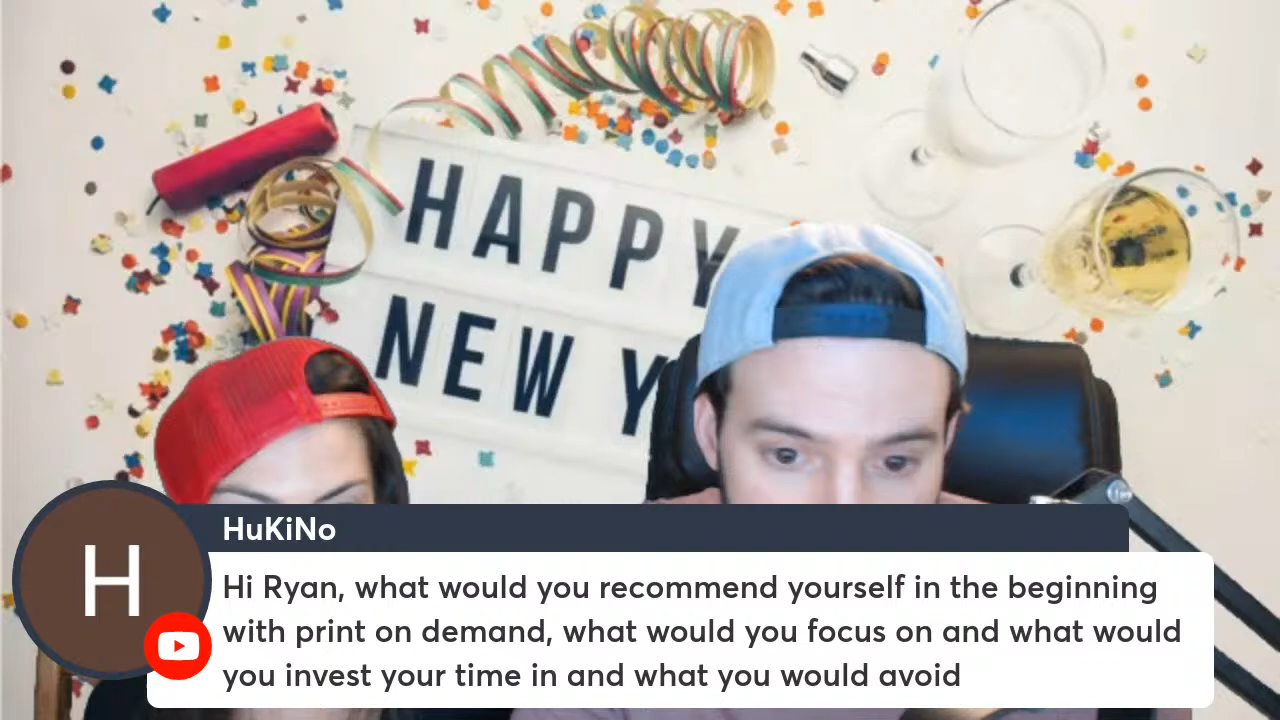 HAPPY
NEW Y
HuKiNo
H
Hi Ryan, what would you recommend yourself in the beginning
with print on demand, what would you focus on and what would
you invest your time in and what you would avoid